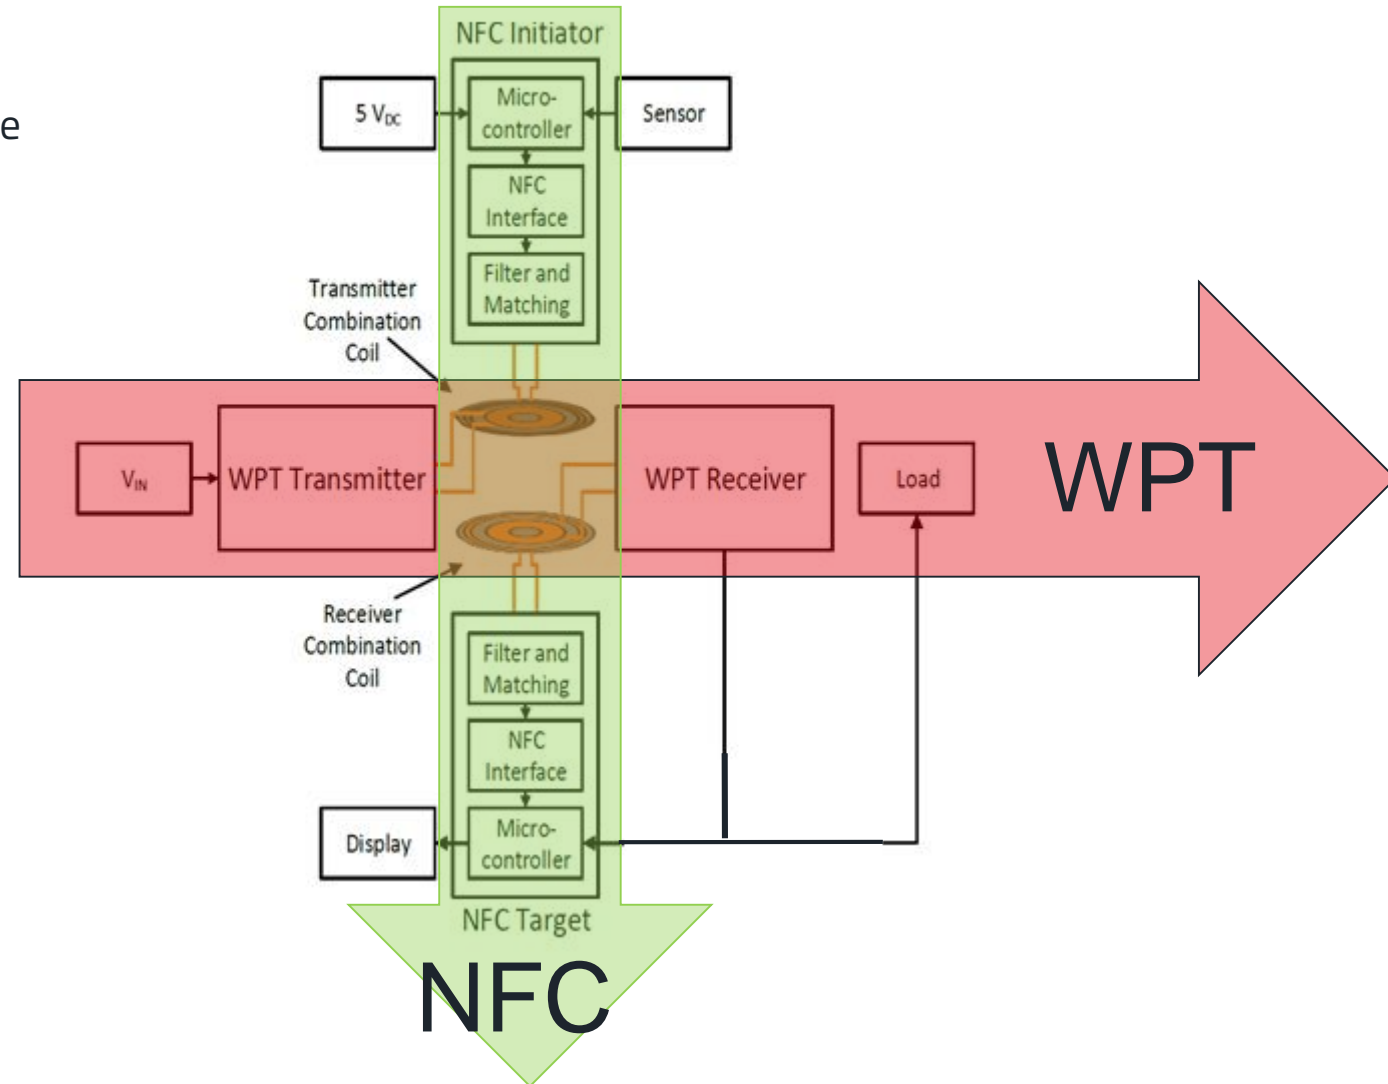 NFC Initiator
e
5 VDC
Micro-
controller
Sensor
NFC
Interface
Filter and
Matching
Transmitter
Combination
Coil
VIN
WPT Transmitter
WPT Receiver
Load
WPT
Receiver
Combination
Coil
Filter and
Matching
NFC
Interface
Display
Micro-
controller
NFC Target
NFC